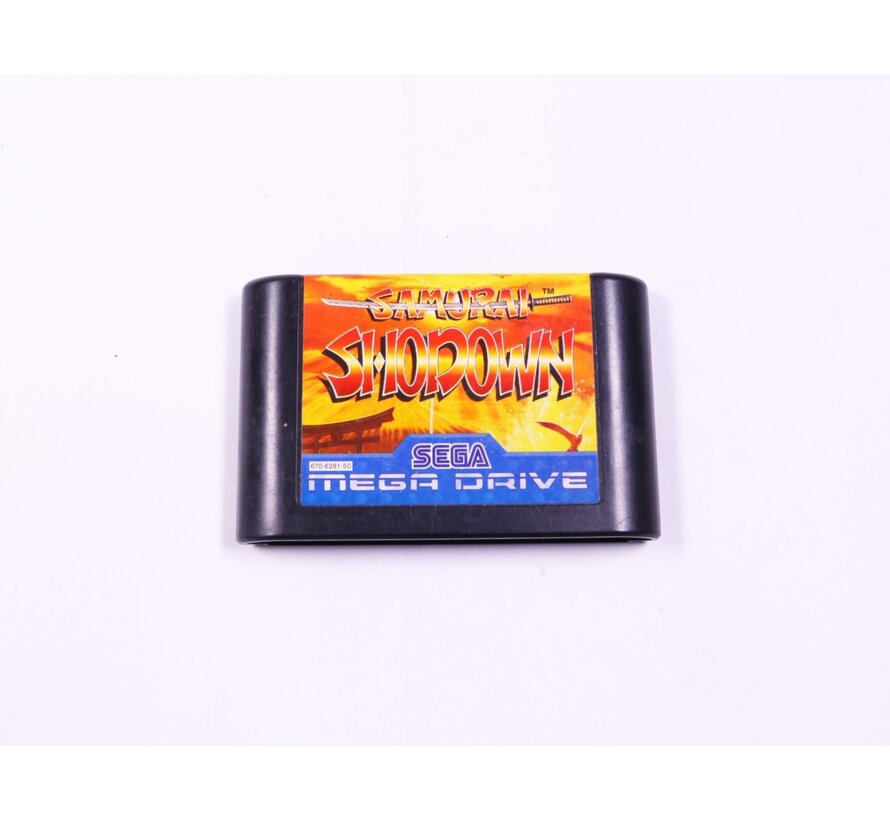 SAMURAI™
SHODOWN
SEGA
670-6281-50
MEGA DRIVE